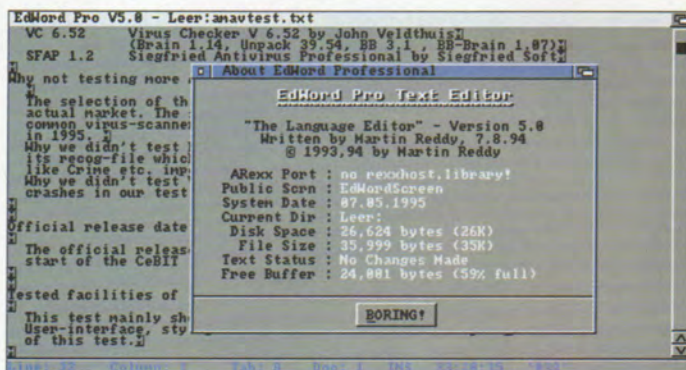 EdWord Pro V5.0 - Leer:amavtest.txt
VC 6.52 Virus Checker V 6.52 by John Veldthuis
(Brain 1.14, Unpack 39.54, BB 3.1 , BB-Brain 1.07)
SFAP 1.2 Siegfried Antivirus Professional by Siegfried Soft
Why not testing more
The selection of th
actual market. The
common virus-scanne
in 1995.
Why we didn't test
its recog-file whic
like Crime etc. imp
Why we didn't test
crashes in our test
Official release date
The official releas
start of the CeBIT
Tested facilities of
This test mainly sh
User-interface, sty
of this test.
About EdWord Professional
EdWord Pro Text Editor
"The Language Editor" - Version 5.0
Written by Martin Reddy, 7.8.94
© 1993,94 by Martin Reddy
ARexx Port : no rexxhost.library!
Public Scrn : EdWordScreen
System Date : 07.05.1995
Current Dir : Leer:
Disk Space : 26,624 bytes (26K)
File Size : 35,999 bytes (35K)
Text Status : No Changes Made
Free Buffer : 24,001 bytes (59% full)
BORING!